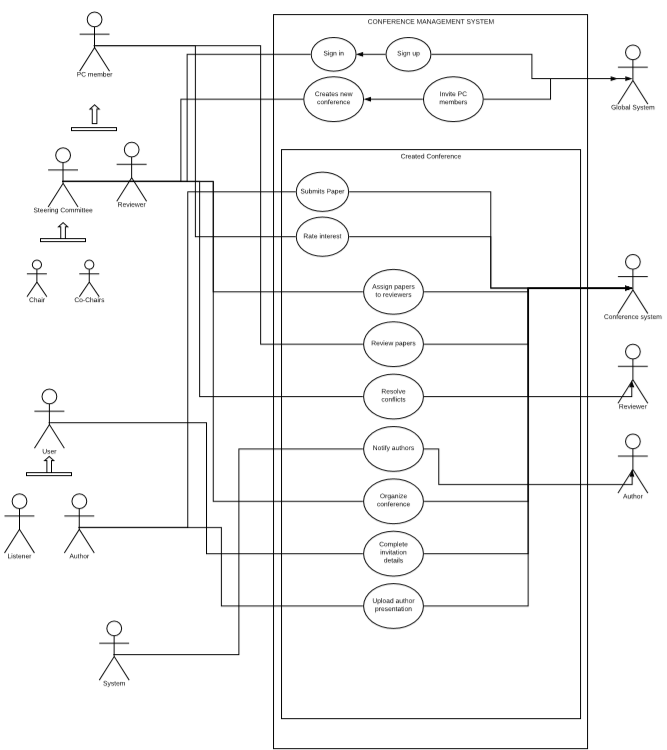 CONFERENCE MANAGEMENT SYSTEM
Sign in
Sign up
PC member
Creates new
conference
Invite PC
members
Global System
Created Conference
Submits Paper
Steering Committee
Reviewer
Rate interest
Assign papers
to reviewers
Chair
Co-Chairs
Conference system
Review papers
Resolve
conflicts
Reviewer
User
Notify authors
Author
Organize
conference
Listener
Author
Complete
invitation
details
Upload author
presentation
System